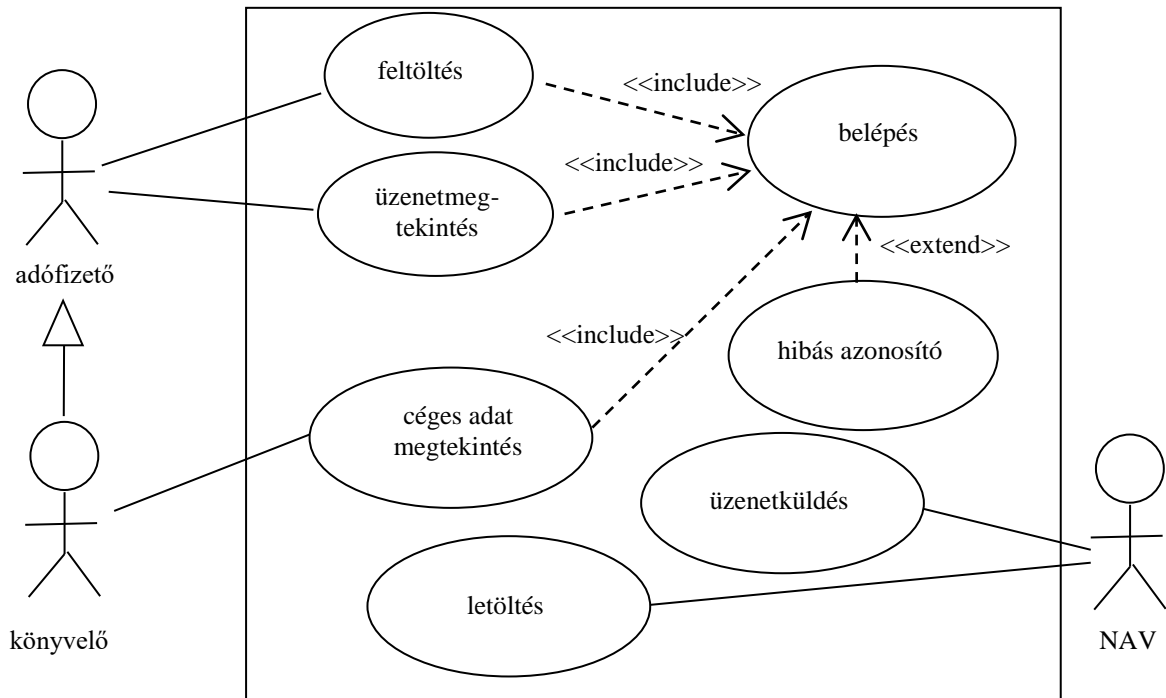 feltöltés
<<include>>
belépés
<<include>>
üzenetmeg-
tekintés
<<extend>>
adófizető
<<include>>
hibás azonosító
céges adat
megtekintés
üzenetküldés
letöltés
könyvelő
NAV